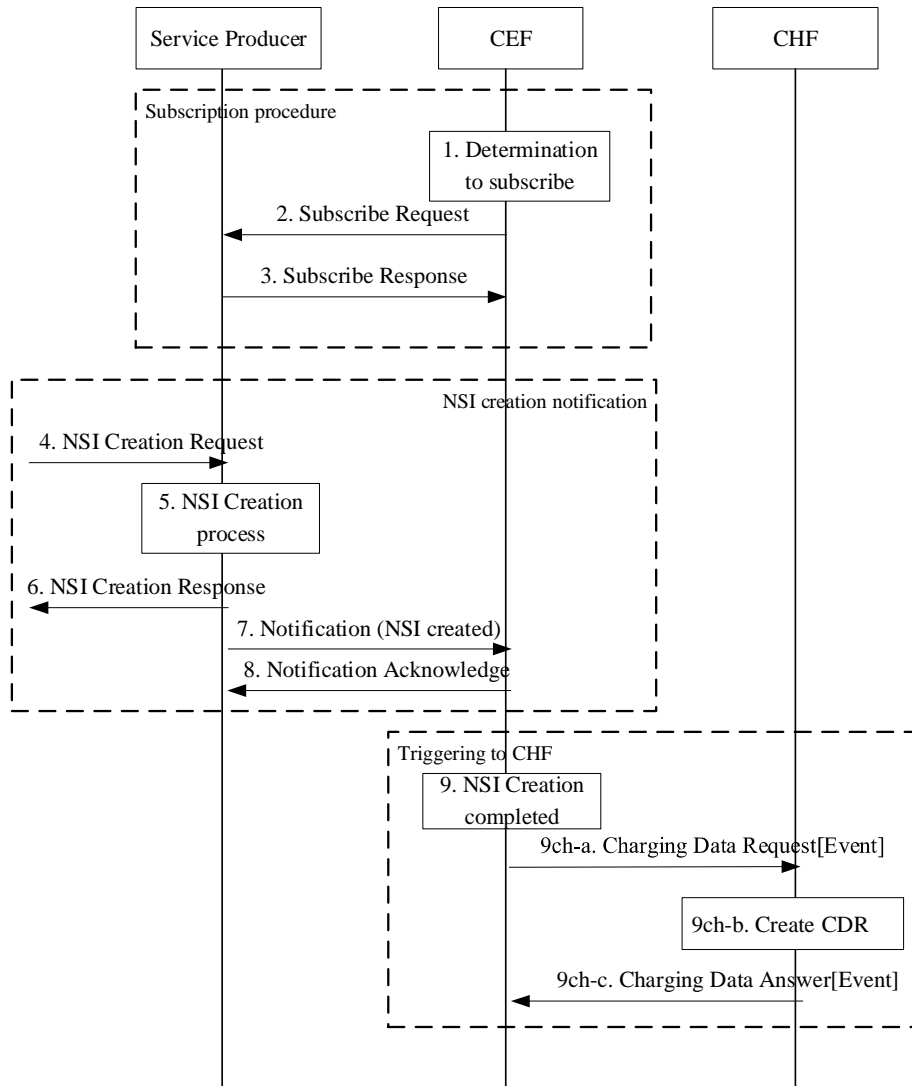 Service Producer
CEF
CHF
Subscription procedure
1. Determination
to subscribe
2. Subscribe Request
3. Subscribe Response
NSI creation notification
4. NSI Creation Request
5. NSI Creation
process
6. NSI Creation Response
7. Notification (NSI created)
8. Notification Acknowledge
Triggering to CHF
9. NSI Creation
completed
9ch-a. Charging Data Request[Event]
9ch-b. Create CDR
9ch-c. Charging Data Answer[Event]